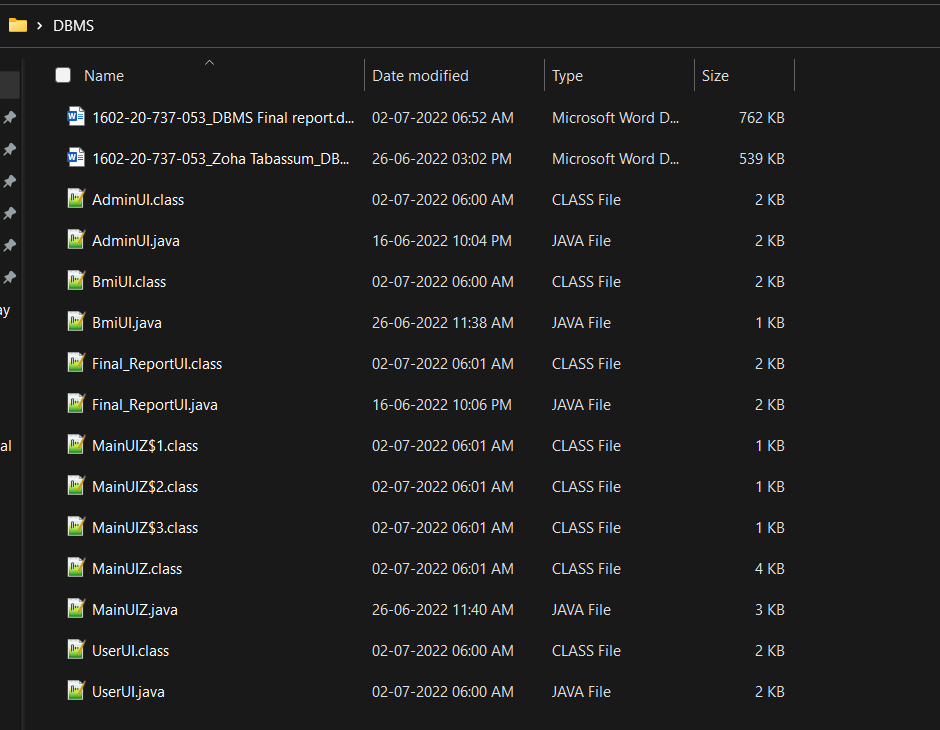 DBMS
Name Date modified Type Size
1602-20-737-053_DBMS Final report.d... 02-07-2022 06:52 AM Microsoft Word D... 762 KB
1602-20-737-053_Zoha Tabassum_DB... 26-06-2022 03:02 PM Microsoft Word D... 539 KB
AdminUI.class 02-07-2022 06:00 AM CLASS File 2 KB
AdminUI.java 16-06-2022 10:04 PM JAVA File 2 KB
BmiUI.class 02-07-2022 06:00 AM CLASS File 2 KB
ay
BmiUI.java 26-06-2022 11:38 AM JAVA File 1 KB
Final_ReportUI.class 02-07-2022 06:01 AM CLASS File 2 KB
Final_ReportUI.java 16-06-2022 10:06 PM JAVA File 2 KB
al
MainUIZ$1.class 02-07-2022 06:01 AM CLASS File 1 KB
MainUIZ$2.class 02-07-2022 06:01 AM CLASS File 1 KB
MainUIZ$3.class 02-07-2022 06:01 AM CLASS File 1 KB
MainUIZ.class 02-07-2022 06:01 AM CLASS File 4 KB
MainUIZ.java 26-06-2022 11:40 AM JAVA File 3 KB
UserUI.class 02-07-2022 06:00 AM CLASS File 2 KB
UserUI.java 02-07-2022 06:00 AM JAVA File 2 KB